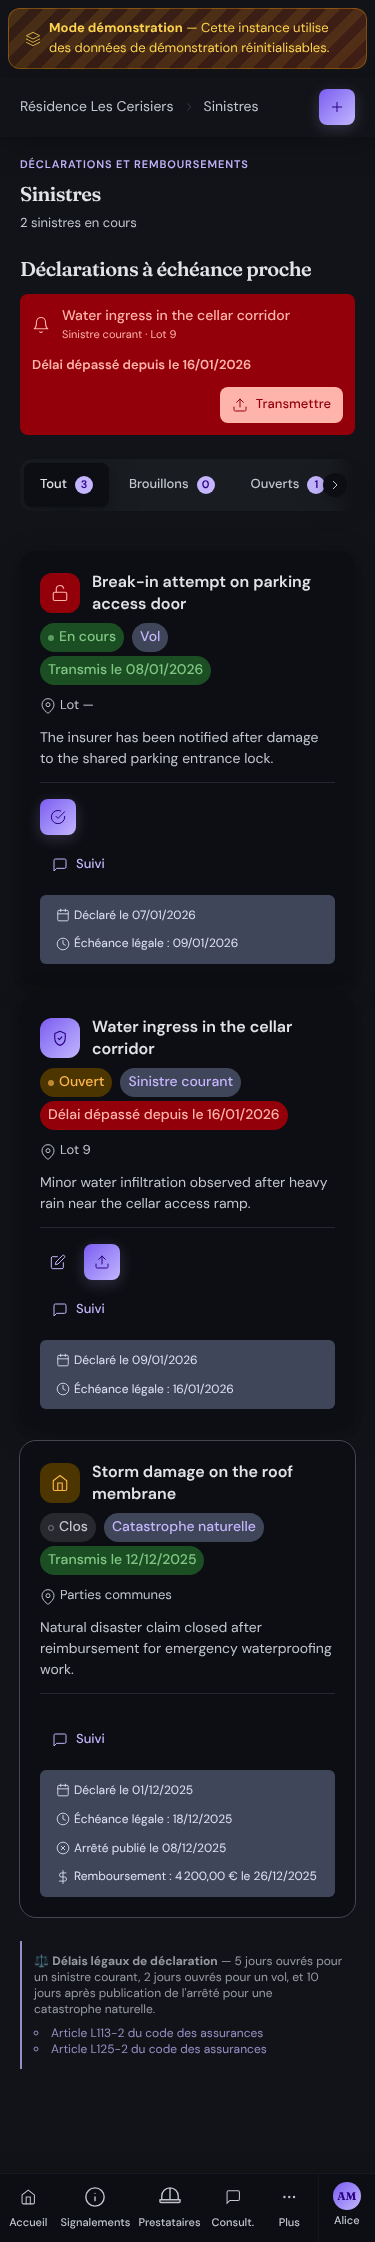 Mode démonstration — Cette instance utilise
des données de démonstration réinitialisables.
Résidence Les Cerisiers > Sinistres
DÉCLARATIONS ET REMBOURSEMENTS
Sinistres
2 sinistres en cours
Déclarations à échéance proche
Water ingress in the cellar corridor
Sinistre courant · Lot 9
Délai dépassé depuis le 16/01/2026
Transmettre
Tout 3 Brouillons 0 Ouverts 1
Break-in attempt on parking
access door
En cours Vol
Transmis le 08/01/2026
Lot —
The insurer has been notified after damage
to the shared parking entrance lock.
Suivi
Déclaré le 07/01/2026
Échéance légale : 09/01/2026
Water ingress in the cellar
corridor
Ouvert Sinistre courant
Délai dépassé depuis le 16/01/2026
Lot 9
Minor water infiltration observed after heavy
rain near the cellar access ramp.
Suivi
Déclaré le 09/01/2026
Échéance légale : 16/01/2026
Storm damage on the roof
membrane
Clos Catastrophe naturelle
Transmis le 12/12/2025
Parties communes
Natural disaster claim closed after
reimbursement for emergency waterproofing
work.
Suivi
Déclaré le 01/12/2025
Échéance légale : 18/12/2025
Arrêté publié le 08/12/2025
Remboursement : 4 200,00 € le 26/12/2025
Délais légaux de déclaration — 5 jours ouvrés pour
un sinistre courant, 2 jours ouvrés pour un vol, et 10
jours après publication de l'arrêté pour une
catastrophe naturelle.
Article L113-2 du code des assurances
Article L125-2 du code des assurances
AM
Accueil Signalements Prestataires Consult. Plus Alice